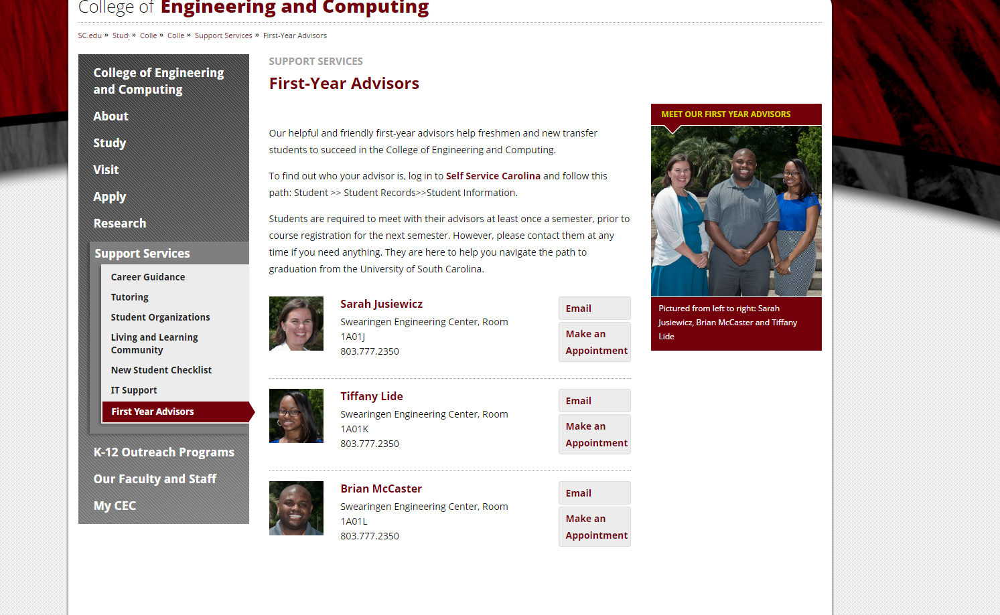 College of Engineering and Computing
SC.edu » Study » Colle » Colle » Support Services » First-Year Advisors
College of Engineering
and Computing
About
Study
Visit
Apply
Research
Support Services
Career Guidance
Tutoring
Student Organizations
Living and Learning
Community
New Student Checklist
IT Support
First Year Advisors
K-12 Outreach Programs
Our Faculty and Staff
My CEC
SUPPORT SERVICES
First-Year Advisors
Our helpful and friendly first-year advisors help freshmen and new transfer
students to succeed in the College of Engineering and Computing.
To find out who your advisor is, log in to Self Service Carolina and follow this
path: Student >> Student Records>>Student Information.
Students are required to meet with their advisors at least once a semester, prior to
course registration for the next semester. However, please contact them at any
time if you need anything. They are here to help you navigate the path to
graduation from the University of South Carolina.
Sarah Jusiewicz
Swearingen Engineering Center, Room
1A01J
803.777.2350
Email
Make an
Appointment
Tiffany Lide
Swearingen Engineering Center, Room
1A01K
803.777.2350
Email
Make an
Appointment
Brian McCaster
Swearingen Engineering Center, Room
1A01L
803.777.2350
Email
Make an
Appointment
MEET OUR FIRST YEAR ADVISORS
Pictured from left to right: Sarah
Jusiewicz, Brian McCaster and Tiffany
Lide